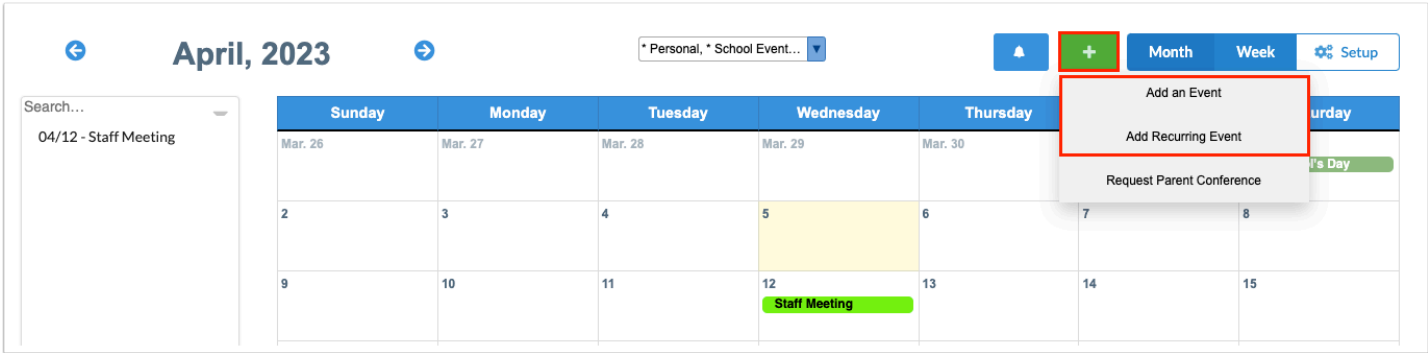 April, 2023
* Personal, * School Event...
Month
Week
Setup
Search...
04/12 - Staff Meeting
Add an Event
Add Recurring Event
Request Parent Conference
Sunday Monday Tuesday Wednesday Thursday urday
Mar. 26 Mar. 27 Mar. 28 Mar. 29 Mar. 30
l's Day
2 3 4 5 6 7 8
9 10 11 12 13 14 15
Staff Meeting